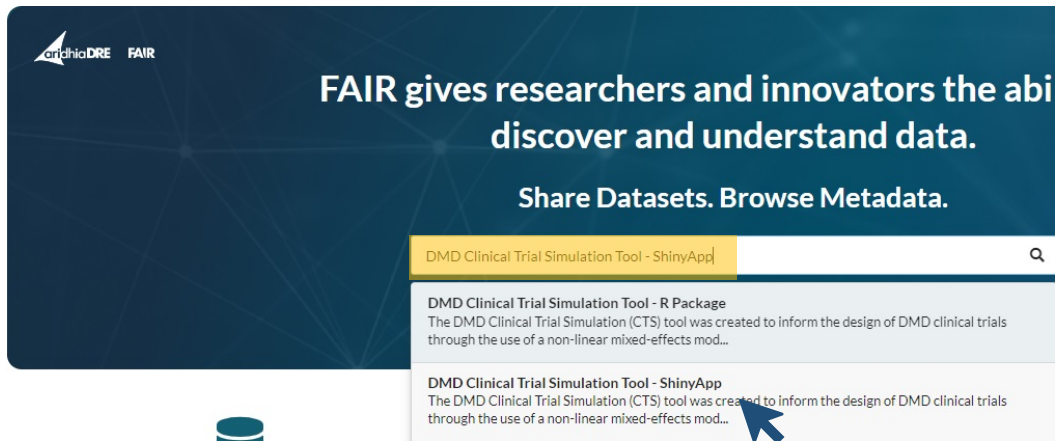 aridhiaDRE FAIR
FAIR gives researchers and innovators the abi
discover and understand data.
Share Datasets. Browse Metadata.
DMD Clinical Trial Simulation Tool - ShinyApp
DMD Clinical Trial Simulation Tool - R Package
The DMD Clinical Trial Simulation (CTS) tool was created to inform the design of DMD clinical trials
through the use of a non-linear mixed-effects mod...
DMD Clinical Trial Simulation Tool - ShinyApp
The DMD Clinical Trial Simulation (CTS) tool was created to inform the design of DMD clinical trials
through the use of a non-linear mixed-effects mod...